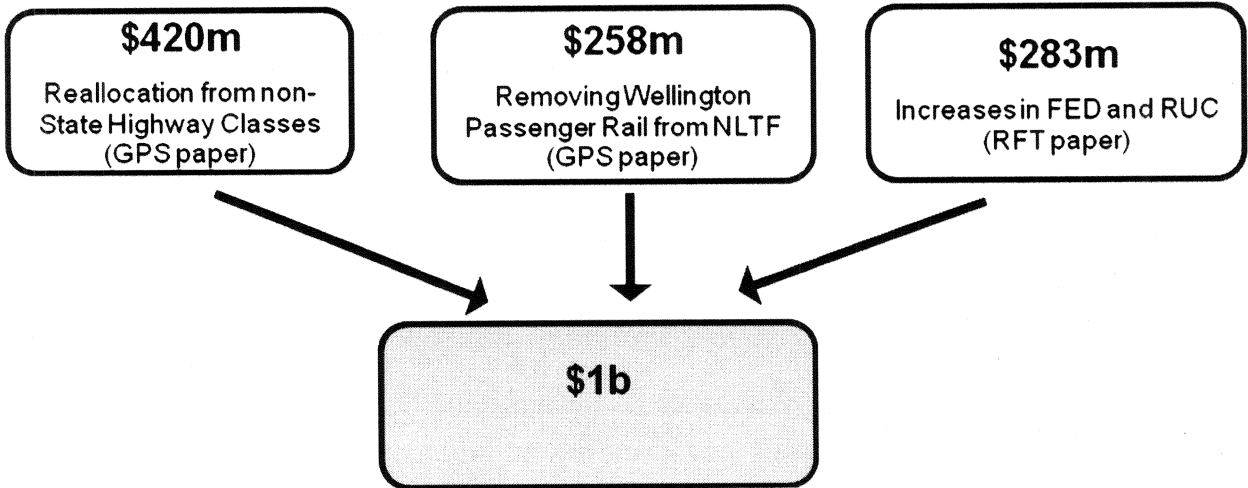 $420m
Reallocation from non-
State Highway Classes
(GPS paper)
$258m
Removing Wellington
Passenger Rail from NLTF
(GPS paper)
$283m
Increases in FED and RUC
(RFT paper)
$1b